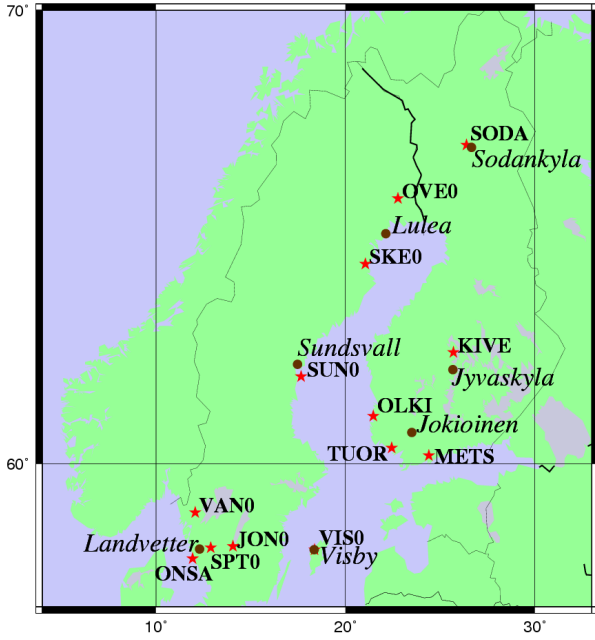 70°
SODA
Sodankyla
OVE0
Lulea
SKE0
Sundsvall
KIVE
SUN0
Jyvaskyla
OLKI
Jokioinen
TUOR
METS
60°
VAN0
Landvetter
JON0
VIS0
SPT0
Visby
ONSA
10°
20°
30°